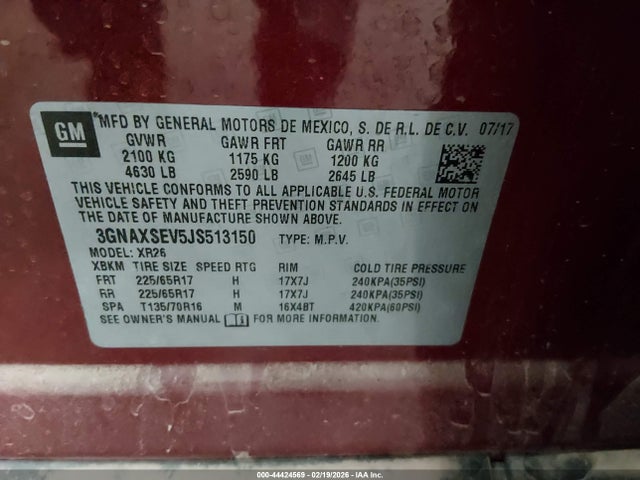 GM
*MFD BY GENERAL MOTORS DE MEXICO, S. DE R.L. DE C.V. 07/17
GVWR GAWR FRT GAWR RR
2100 KG 1175 KG 1200 KG
4630 LB 2590 LB 2645 LB
THIS VEHICLE CONFORMS TO ALL APPLICABLE U.S. FEDERAL MOTOR
VEHICLE SAFETY AND THEFT PREVENTION STANDARDS IN EFFECT ON THE DATE
OF MANUFACTURE SHOWN ABOVE.
3GNAXSEV5JS513150 TYPE: M.P.V.
MODEL: XR26
XBKM TIRE SIZE SPEED RTG RIM COLD TIRE PRESSURE
FRT 225/65R17 H 17X7J 240KPA(35PSI)
RR 225/65R17 H 17X7J 240KPA(35PSI)
SPA T135/70R16 M 16X4BT 420KPA(60PSI)
SEE OWNER'S MANUAL FOR MORE INFORMATION.
000-44424569 - 02/19/2026 - IAA Inc.